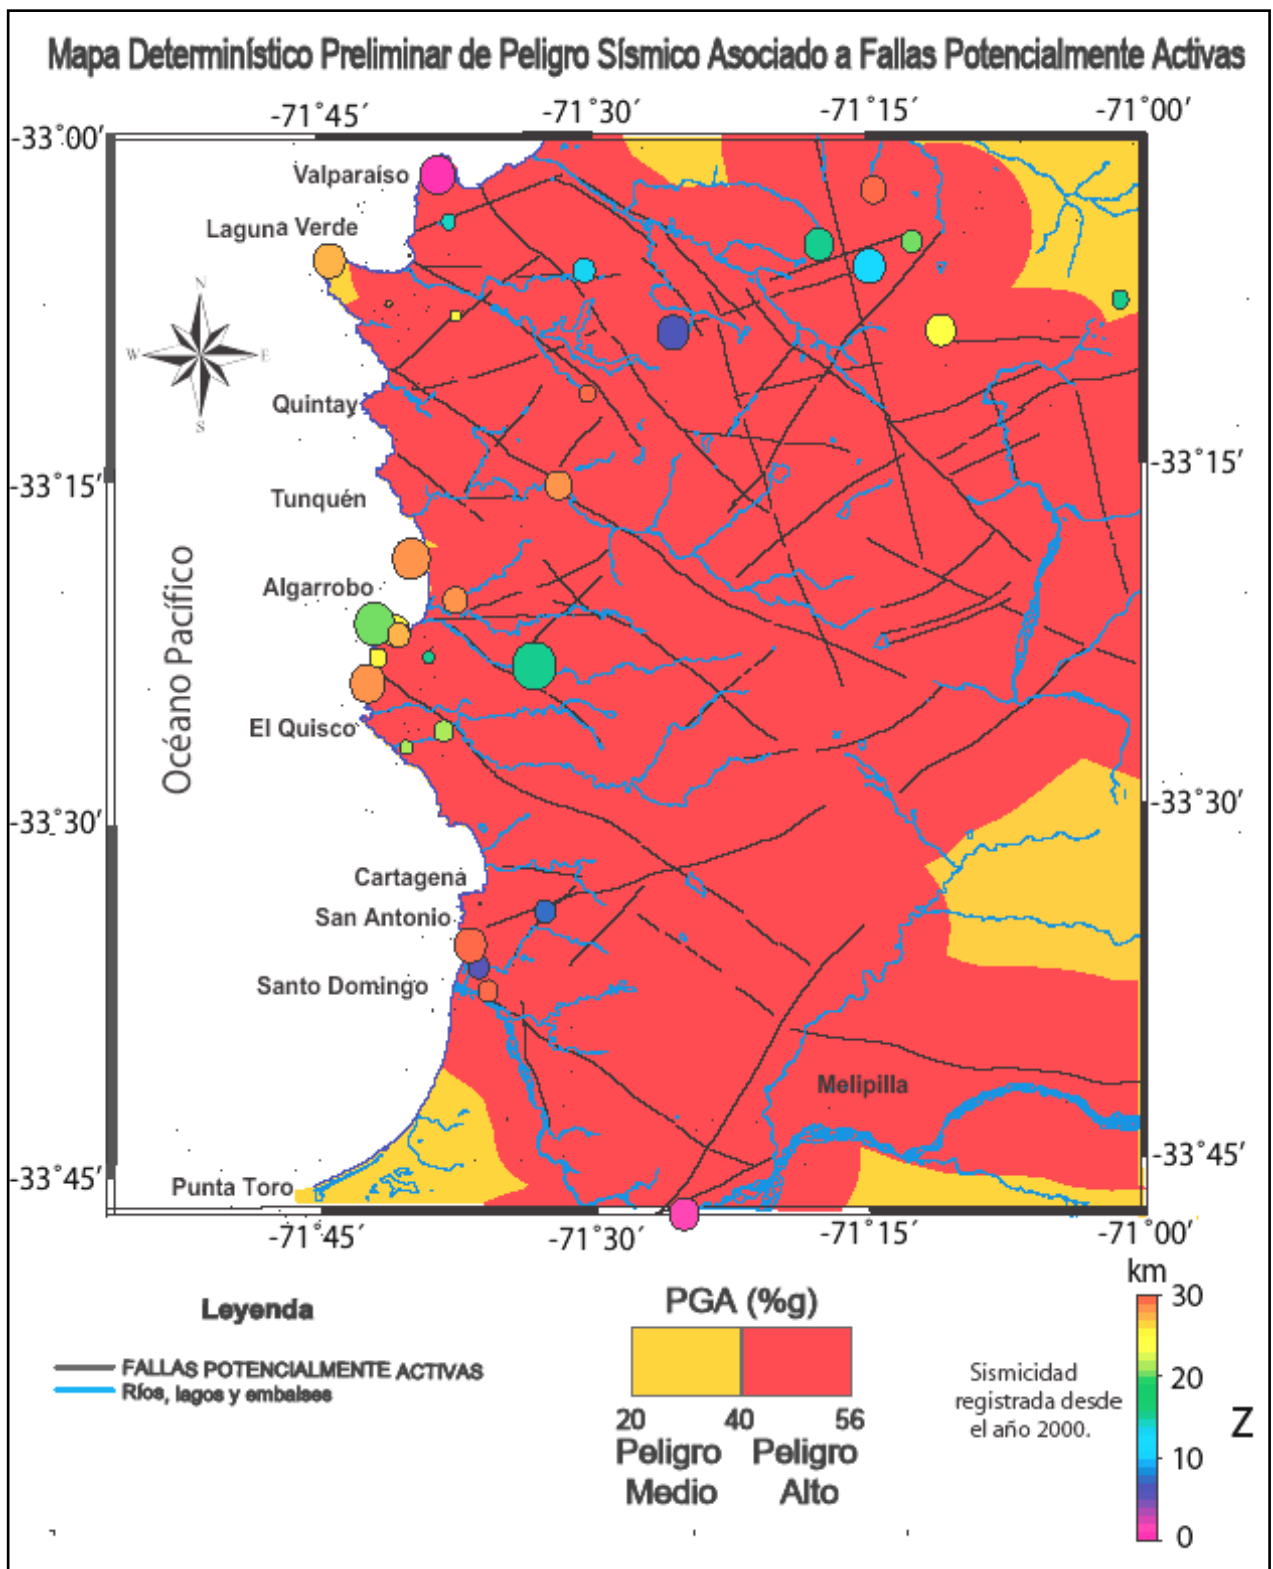 Mapa Determinístico Preliminar de Peligro Sísmico Asociado a Fallas Potencialmente Activas
-71°45′ -71°30′ -71°15′ -71°00′
-33°00′
Valparaíso
Laguna Verde
N
W E
S
Quintay
-33°15′
-33°15′
Tunquén
Algarrobo
Océano Pacífico
El Quisco
-33°30′
-33°30′
Cartagena
San Antonio
Santo Domingo
Melipilla
-33°45′
-33°45′
Punta Toro
-71°45′ -71°30′ -71°15′ -71°00′
Leyenda
FALLAS POTENCIALMENTE ACTIVAS
Ríos, lagos y embalses
PGA (%g)
20 40 56
Peligro Medio
Peligro Alto
Sismicidad
registrada desde
el año 2000.
km
30
20
10
0
Z